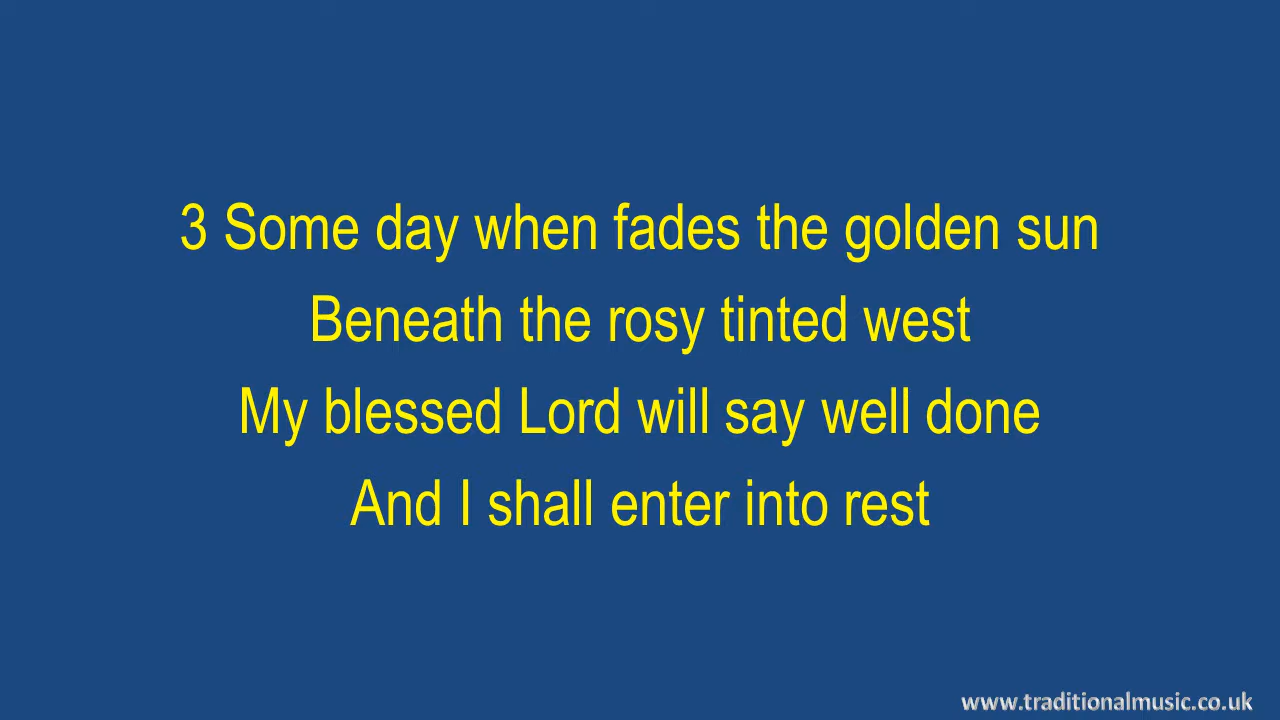 3 Some day when fades the golden sun
Beneath the rosy tinted west
My blessed Lord will say well done
And I shall enter into rest
www.traditionalmusic.co.uk